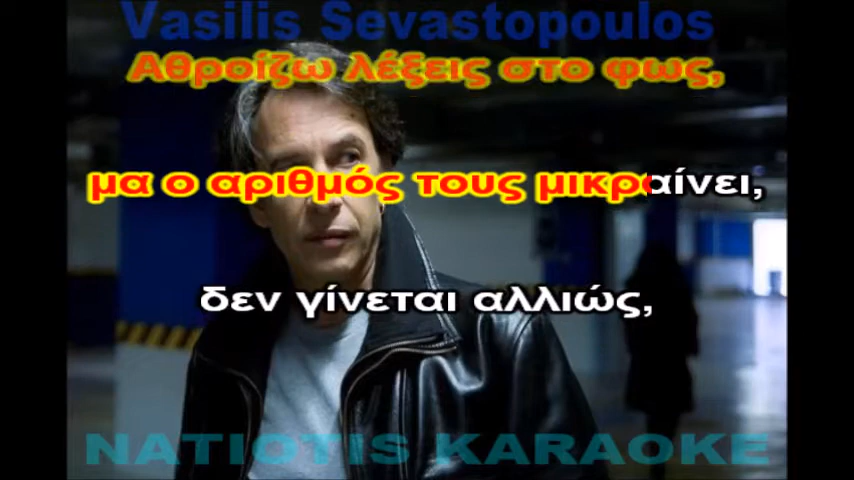 Vasilis Sevastopoulos
Αθροίζω λέξεις στο φως,
μα ο αριθμός τους μικραίνει,
δεν γίνεται αλλιώς,
NATIOTIS KARAOKE